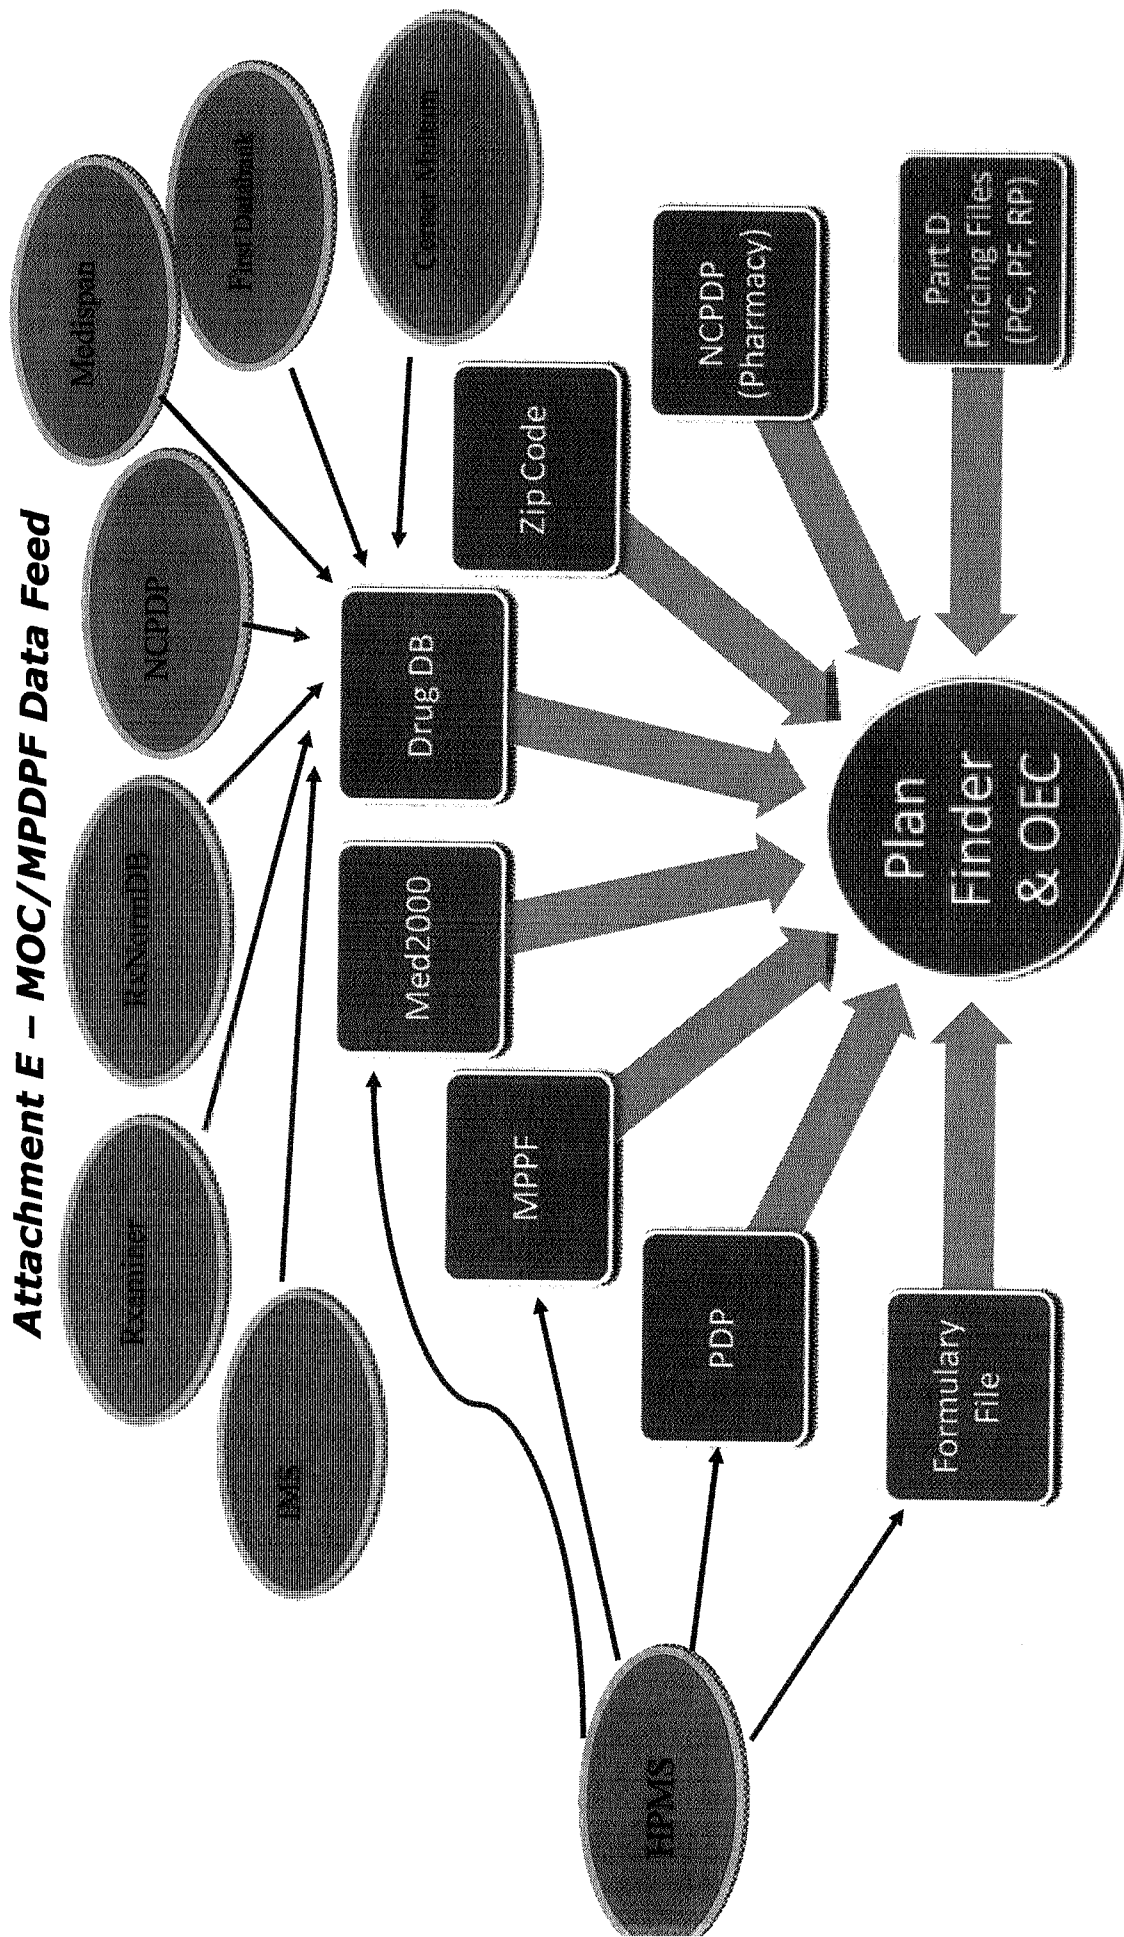 Attachment E – MOC/MPDPF Data Feed
Rxaminer
RxNormDB
NCPDP
Medispan
IMS
First Databank
Cerner Multum
Med2000
Drug DB
MPPF
Zip Code
HPMS
PDP
NCPDP
(Pharmacy)
Formulary
File
Plan
Finder
& OEC
Part D
Pricing Files
(PC, PF, RP)